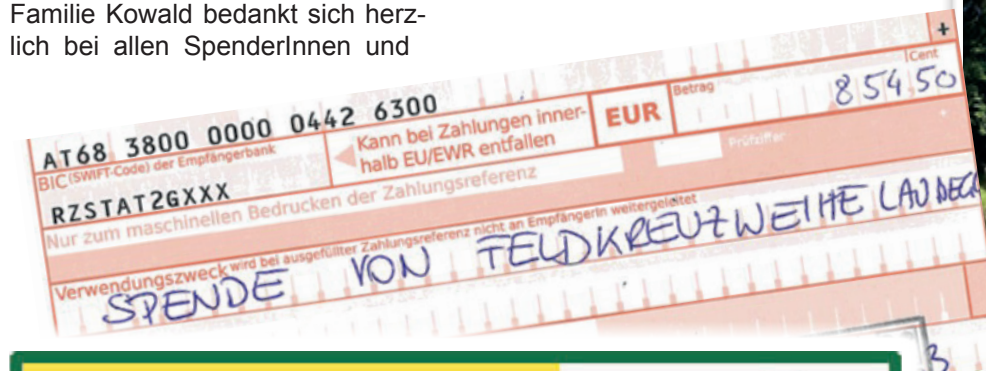 Familie Kowald bedankt sich herz-
lich bei allen SpenderInnen und
+
AT68 3800 0000 0442 6300
BIC (SWIFT-Code) der Empfängerbank
Kann bei Zahlungen inner-
halb EU/EWR entfallen
EUR
Betrag
Cent
854,50
RZSTAT2GXXX
Nur zum maschinellen Bedrucken der Zahlungsreferenz
Prüfziffer
Verwendungszweck wird bei ausgefüllter Zahlungsreferenz nicht an EmpfängerIn weitergeleitet
SPENDE VON FELDKREUZWEIHE LAUDECK